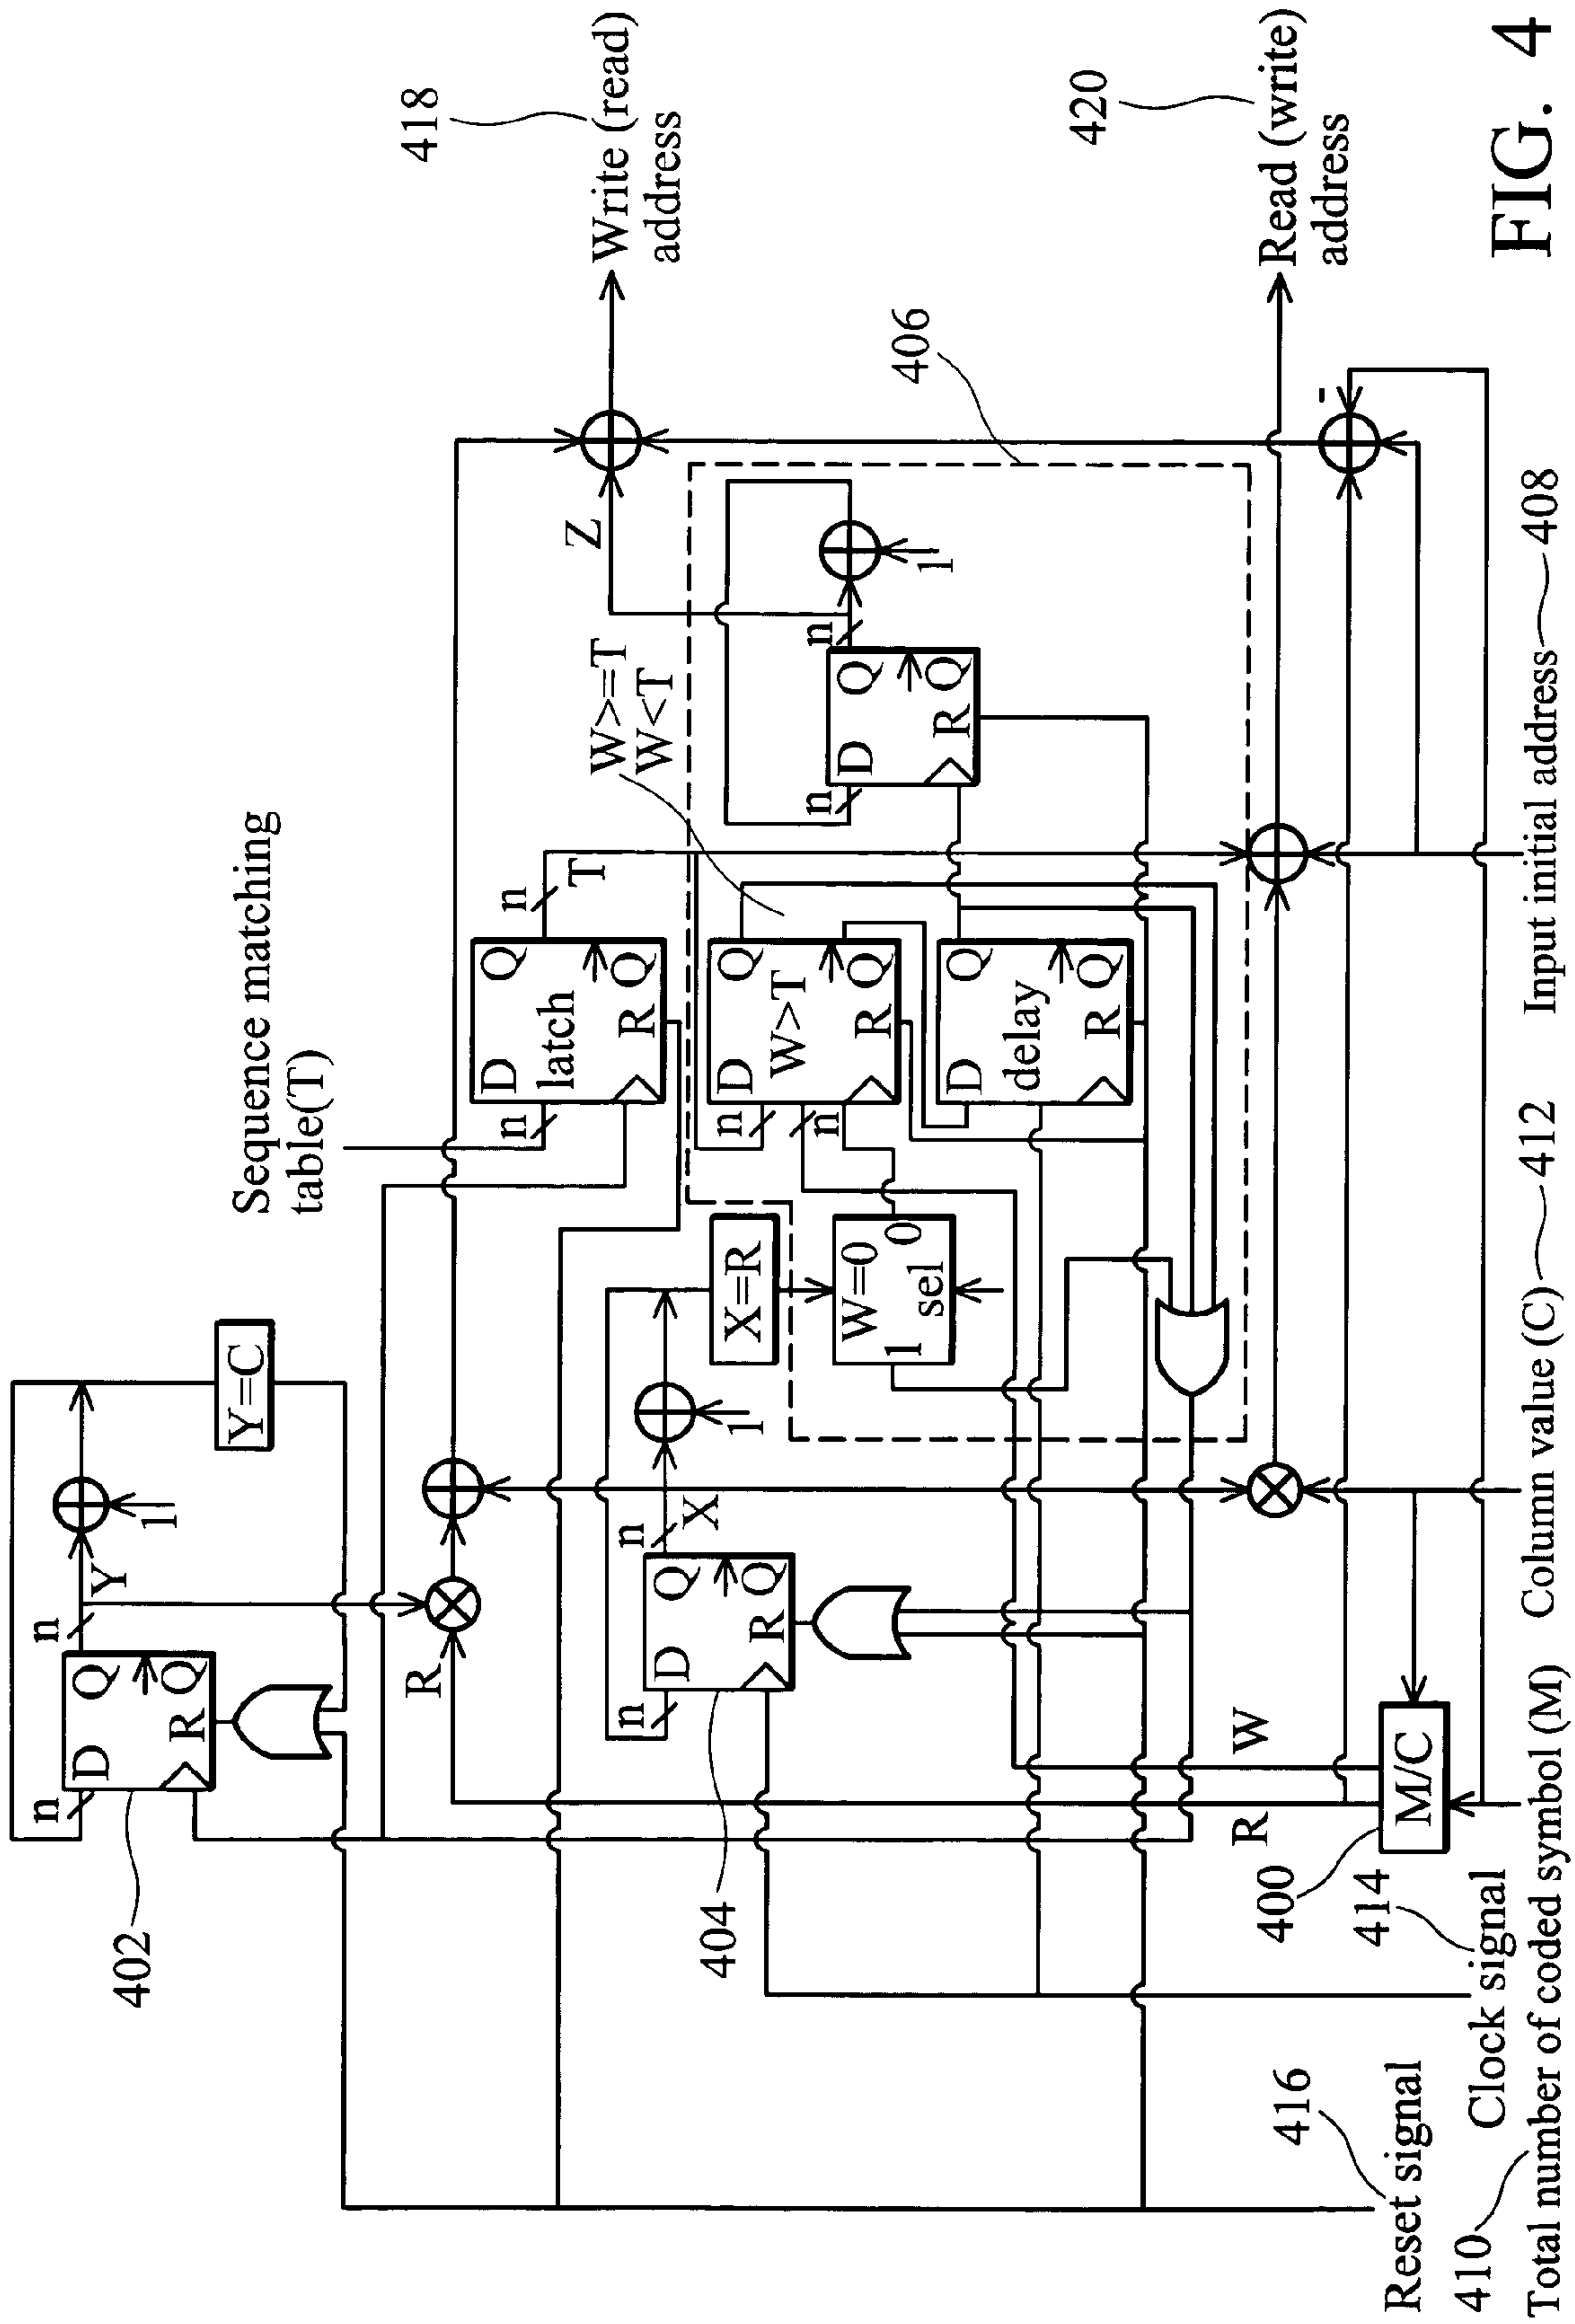 402
n
D
Q
R
Q
n
Y
1
Y=C
R
Sequence matching
table(T)
n
D
Q
latch
R
Q
n
T
404
n
D
Q
R
Q
n
X
1
X=R
W=0
1
0
sel
n
n
D
Q
W>T
R
Q
D
Q
delay
R
Q
W>=T
W<T
n
D
Q
R
Q
n
1
Z
406
418
Write (read)
address
420
Read (write)
address
R
W
400
M/C
-
416
Reset signal
414
Clock signal
410
Total number of coded symbol (M)
Column value (C)
412
Input initial address
408
FIG. 4